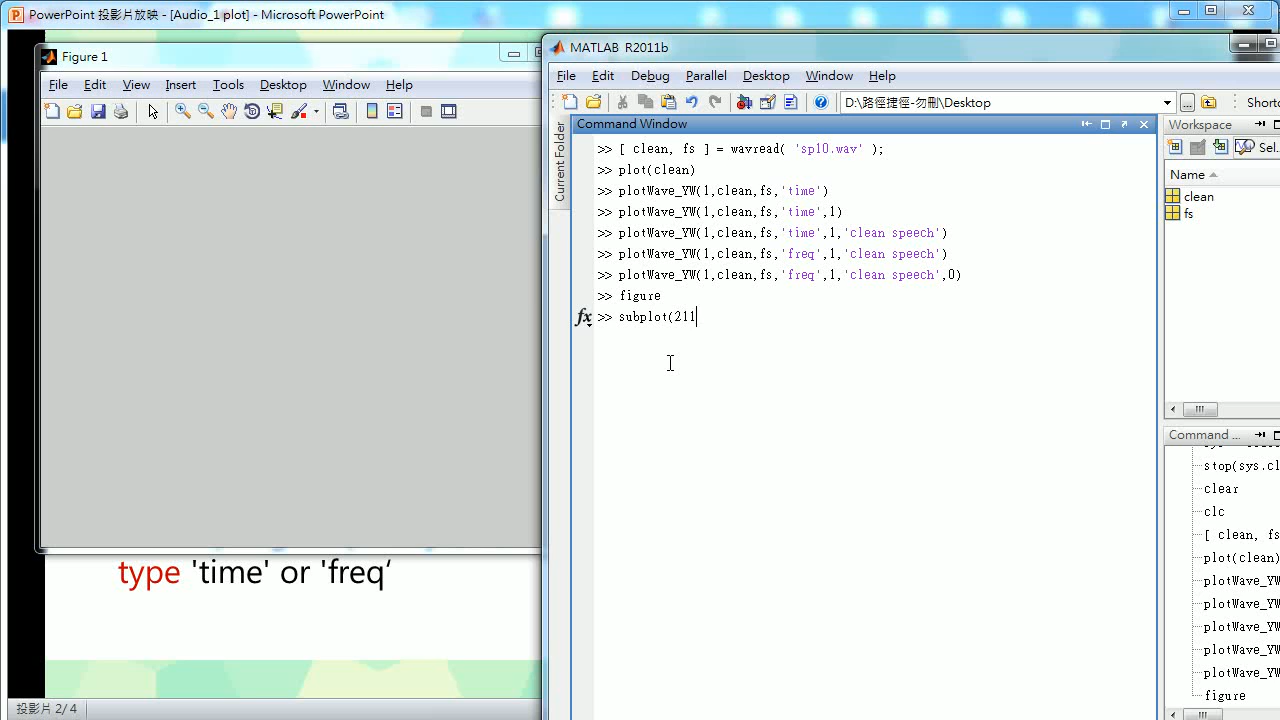 PowerPoint 投影片放映 - [Audio_1 plot] - Microsoft PowerPoint
Figure 1
File Edit View Insert Tools Desktop Window Help
type 'time' or 'freq‘
投影片 2/ 4
MATLAB R2011b
File Edit Debug Parallel Desktop Window Help
D:\路徑捷徑-勿刪\Desktop
...
Current Folder
Command Window
>> [ clean, fs ] = wavread( 'sp10.wav' );
>> plot(clean)
>> plotWave_YW(1,clean,fs,'time')
>> plotWave_YW(1,clean,fs,'time',1)
>> plotWave_YW(1,clean,fs,'time',1,'clean speech')
>> plotWave_YW(1,clean,fs,'freq',1,'clean speech')
>> plotWave_YW(1,clean,fs,'freq',1,'clean speech',0)
>> figure
fx >> subplot(211
Workspace
Sel...
Name
clean
fs
Command ...
stop(sys.cl
clear
clc
[ clean, fs
plot(clean)
plotWave_YW
plotWave_YW
plotWave_YW
plotWave_YW
plotWave_YW
figure